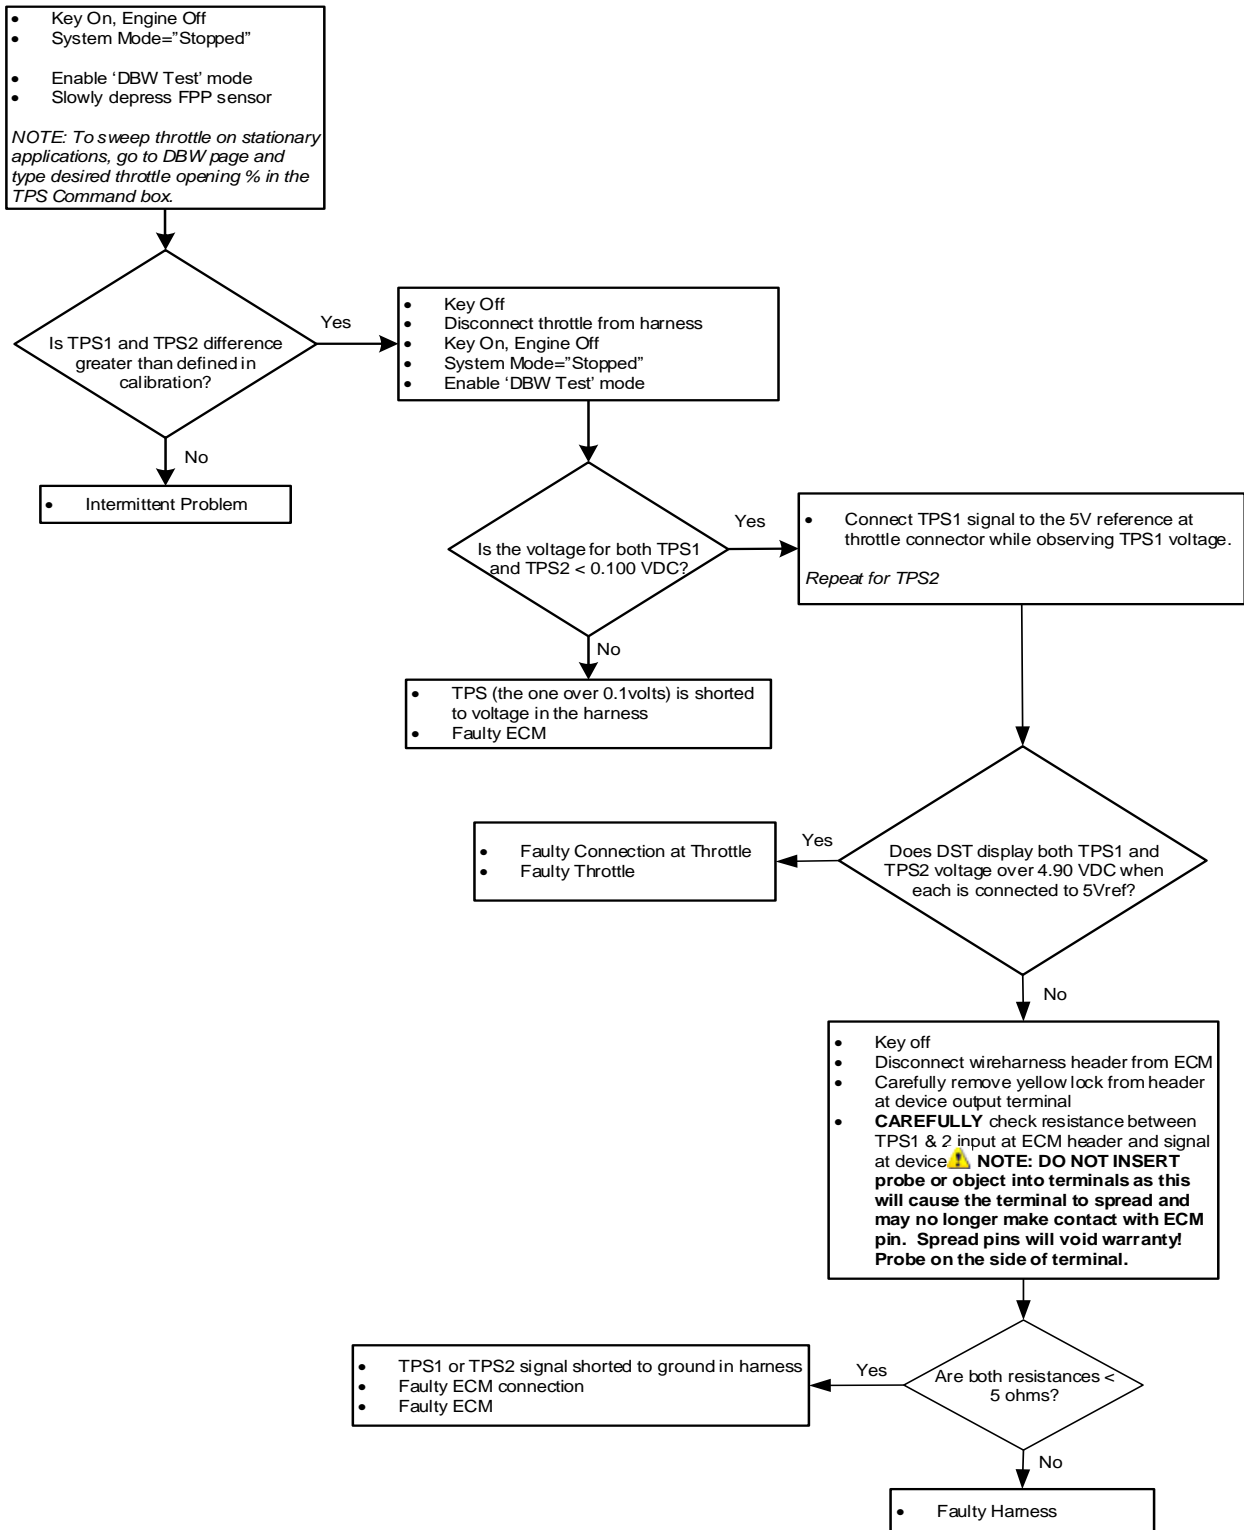 • Key On, Engine Off
• System Mode=”Stopped”
• Enable ‘DBW Test’ mode
• Slowly depress FPP sensor
NOTE: To sweep throttle on stationary
applications, go to DBW page and
type desired throttle opening % in the
TPS Command box.
Is TPS1 and TPS2 difference
greater than defined in
calibration?
Yes
No
• Intermittent Problem
• Key Off
• Disconnect throttle from harness
• Key On, Engine Off
• System Mode=”Stopped”
• Enable ‘DBW Test’ mode
Is the voltage for both TPS1
and TPS2 < 0.100 VDC?
Yes
No
• TPS (the one over 0.1volts) is shorted
to voltage in the harness
• Faulty ECM
• Connect TPS1 signal to the 5V reference at
throttle connector while observing TPS1 voltage.
Repeat for TPS2
Does DST display both TPS1 and
TPS2 voltage over 4.90 VDC when
each is connected to 5Vref?
Yes
• Faulty Connection at Throttle
• Faulty Throttle
No
• Key off
• Disconnect wireharness header from ECM
• Carefully remove yellow lock from header
at device output terminal
• CAREFULLY check resistance between
TPS1 & 2 input at ECM header and signal
at device NOTE: DO NOT INSERT
probe or object into terminals as this
will cause the terminal to spread and
may no longer make contact with ECM
pin. Spread pins will void warranty!
Probe on the side of terminal.
Are both resistances <
5 ohms?
Yes
• TPS1 or TPS2 signal shorted to ground in harness
• Faulty ECM connection
• Faulty ECM
No
• Faulty Harness